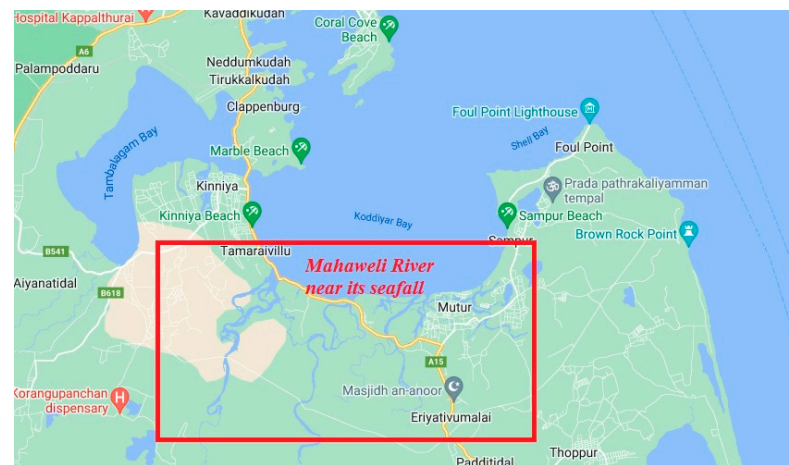 Hospital Kappalthurai
Kavaddikudah
Coral Cove
Beach
A6
Palampoddaru
Neddumkudah
Tirukkalkudah
Clappenburg
Foul Point Lighthouse
Shell Bay
Foul Point
Tambalagam Bay
Marble Beach
Kinniya
Prada pathrakaliyamman
tempal
Kinniya Beach
Koddiyar Bay
Sampur Beach
Brown Rock Point
Sampur
B541
Tamaraivillu
Mahaweli River
near its seafall
Aiyanatidal
B618
Mutur
A15
Masjidh an-anoor
Korangupanchan
dispensary
H
Eriyativumalai
Thoppur
Padditidal